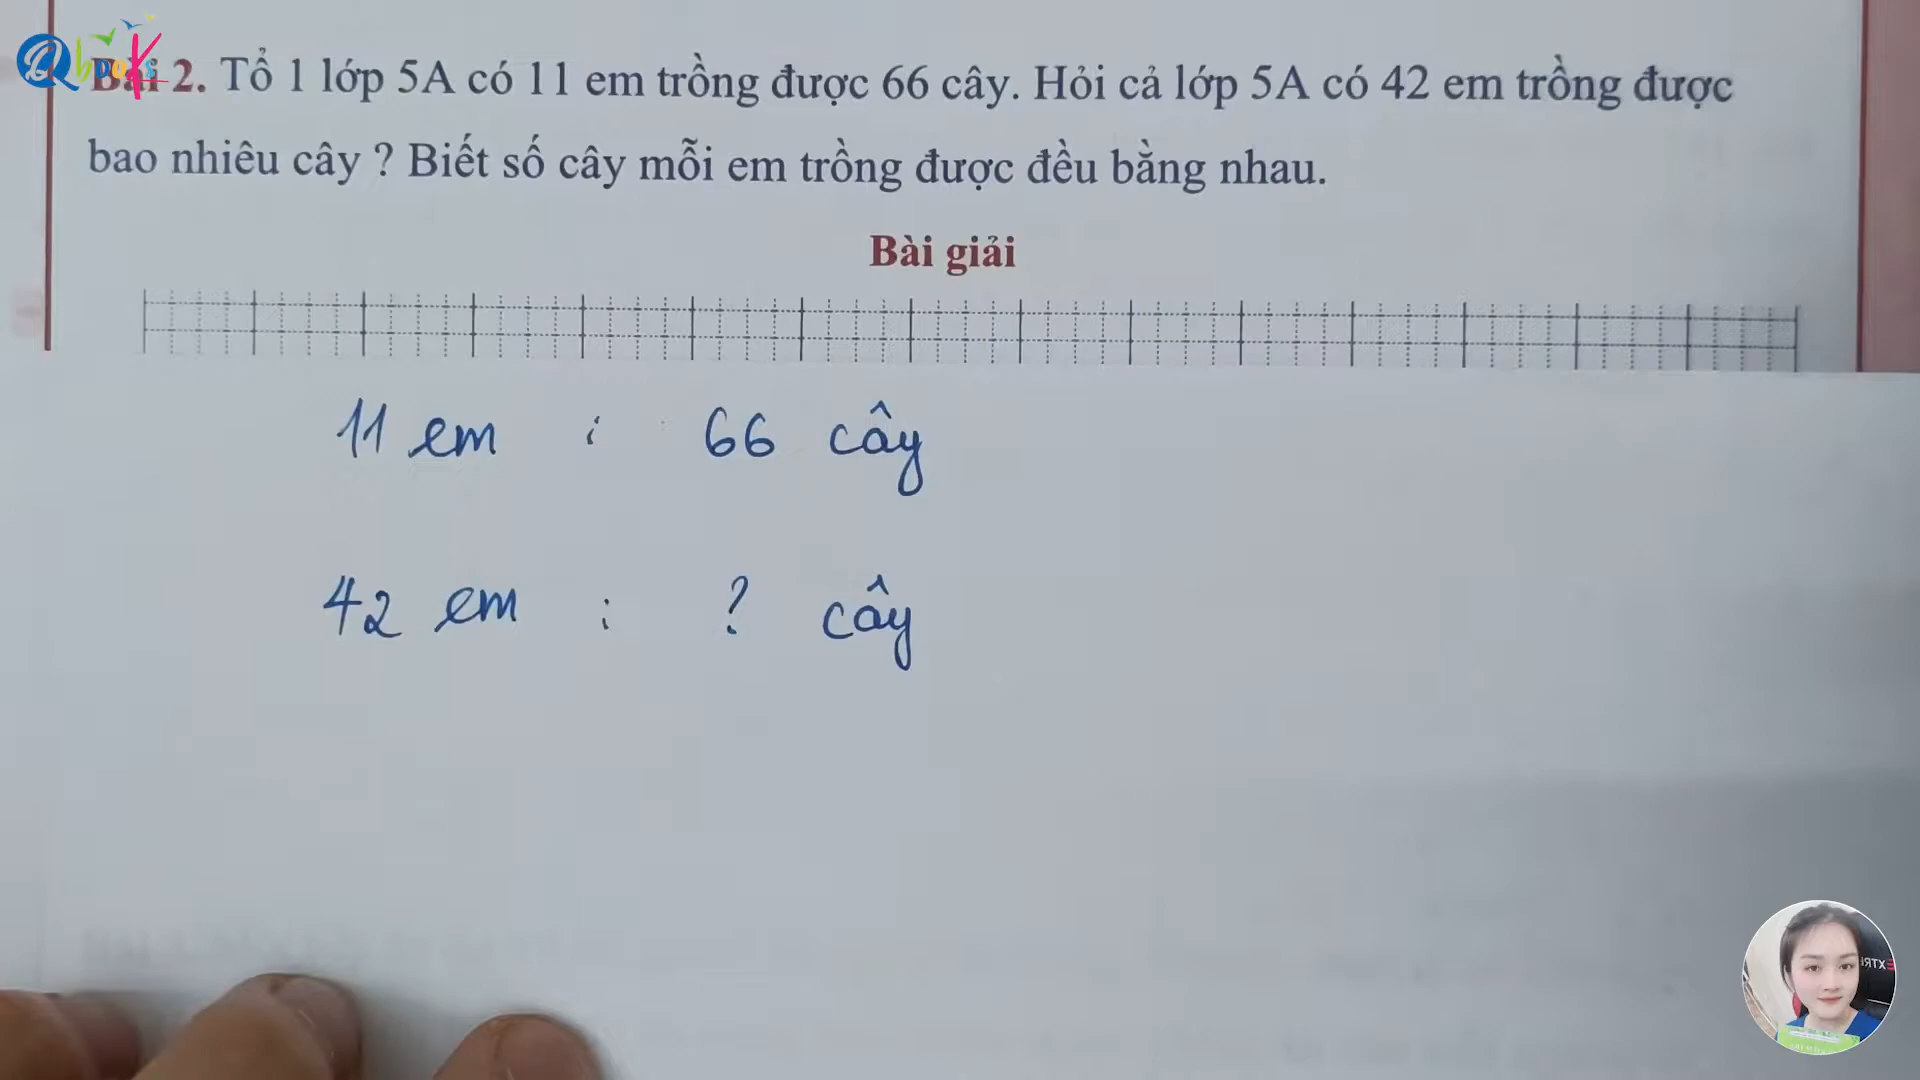 Qbooks
Bài 2. Tổ 1 lớp 5A có 11 em trồng được 66 cây. Hỏi cả lớp 5A có 42 em trồng được
bao nhiêu cây ? Biết số cây mỗi em trồng được đều bằng nhau.
Bài giải
11 em : 66 cây
42 em : ? cây